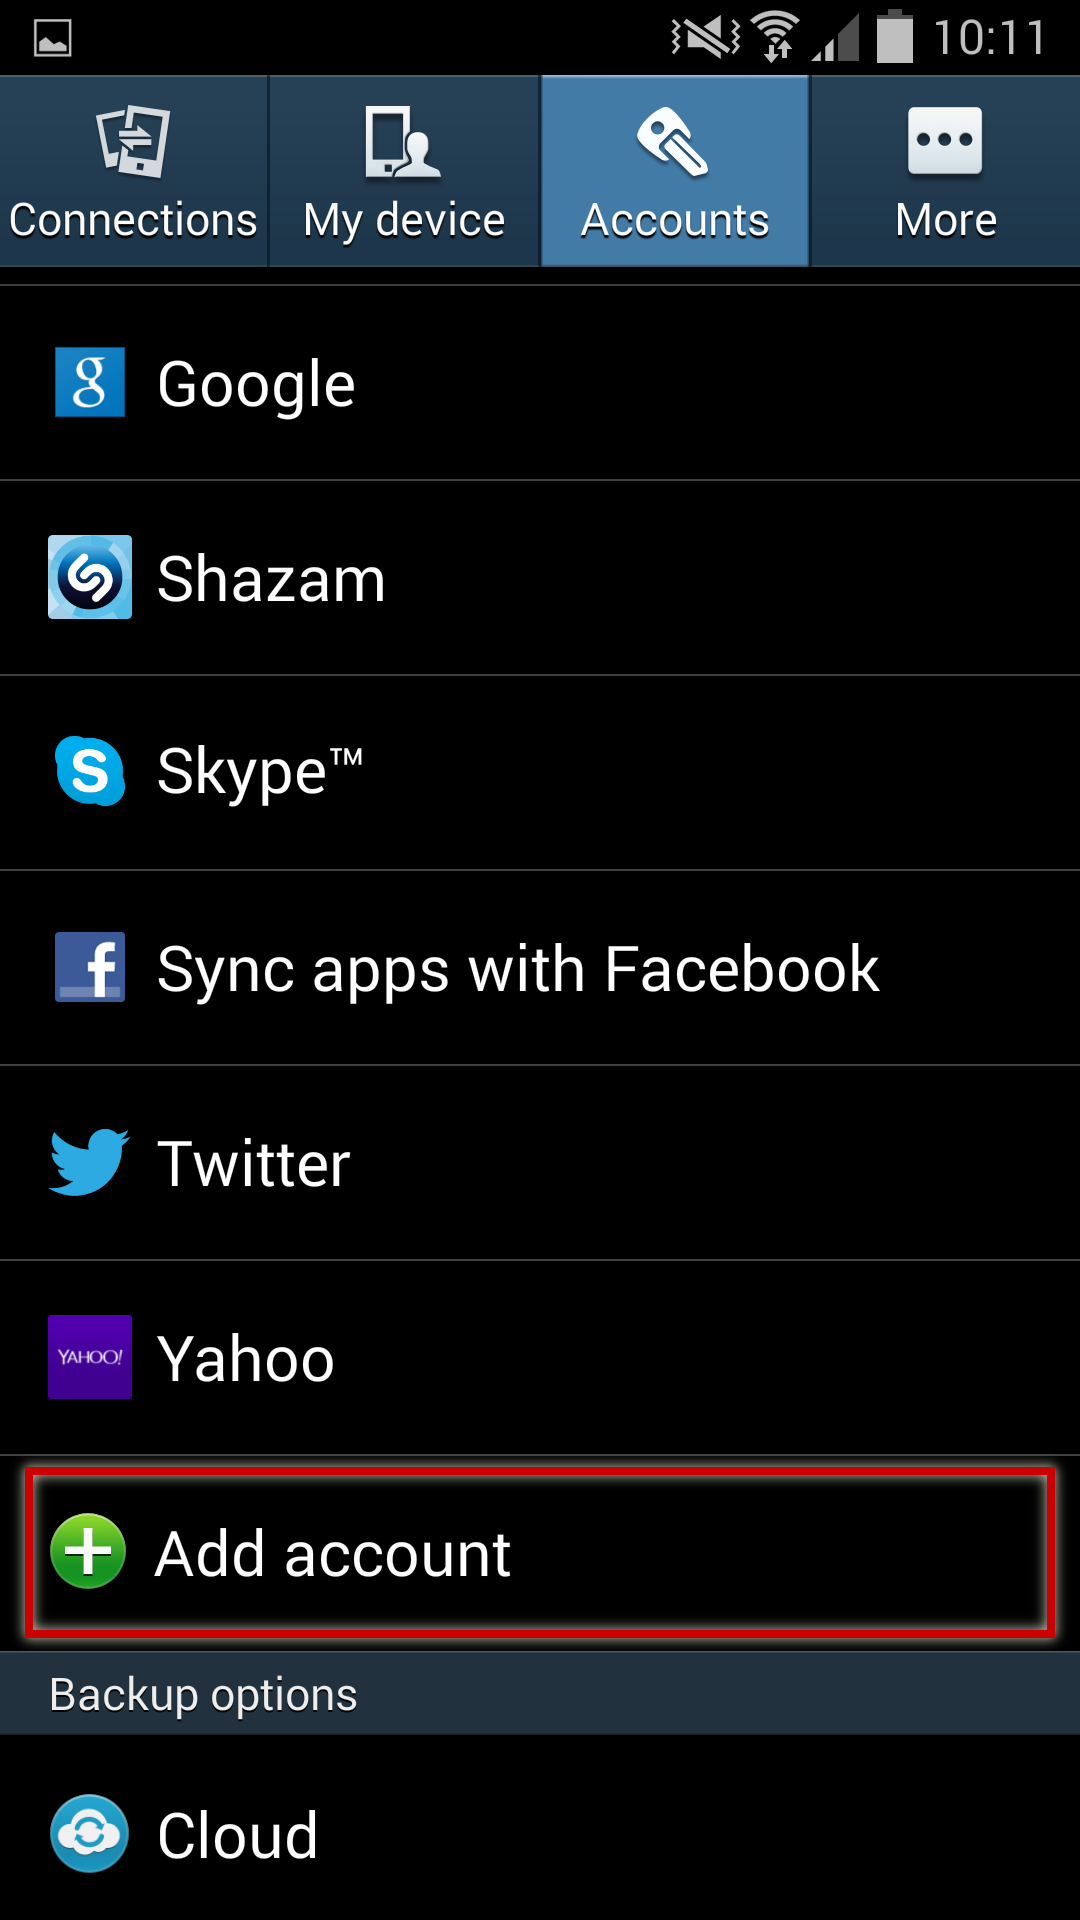 10:11
Connections My device Accounts More
g Google
Shazam
S Skype™
f Sync apps with Facebook
Twitter
YAHOO! Yahoo
Add account
Backup options
Cloud